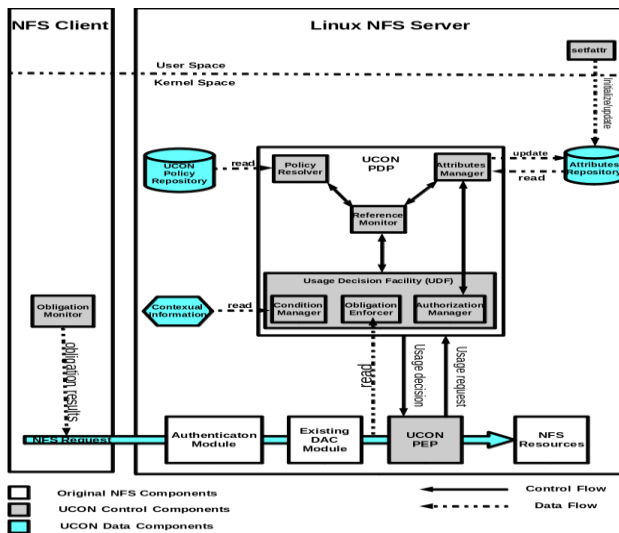 NFS Client
Linux NFS Server
setfattr
User Space
Kernel Space
Initialize/update
UCON
PDP
UCON
Policy
Repository
read
Policy
Resolver
Attributes
Manager
update
read
Attributes
Repository
Reference
Monitor
Usage Decision Facility (UDF)
Obligation
Monitor
Contexual
Information
read
Condition
Manager
Obligation
Enforcer
Authorization
Manager
obligation results
read
Usage decision
Usage request
NFS Request
Authenticaton
Module
Existing
DAC
Module
UCON
PEP
NFS
Resources
Original NFS Components
UCON Control Components
UCON Data Components
Control Flow
Data Flow